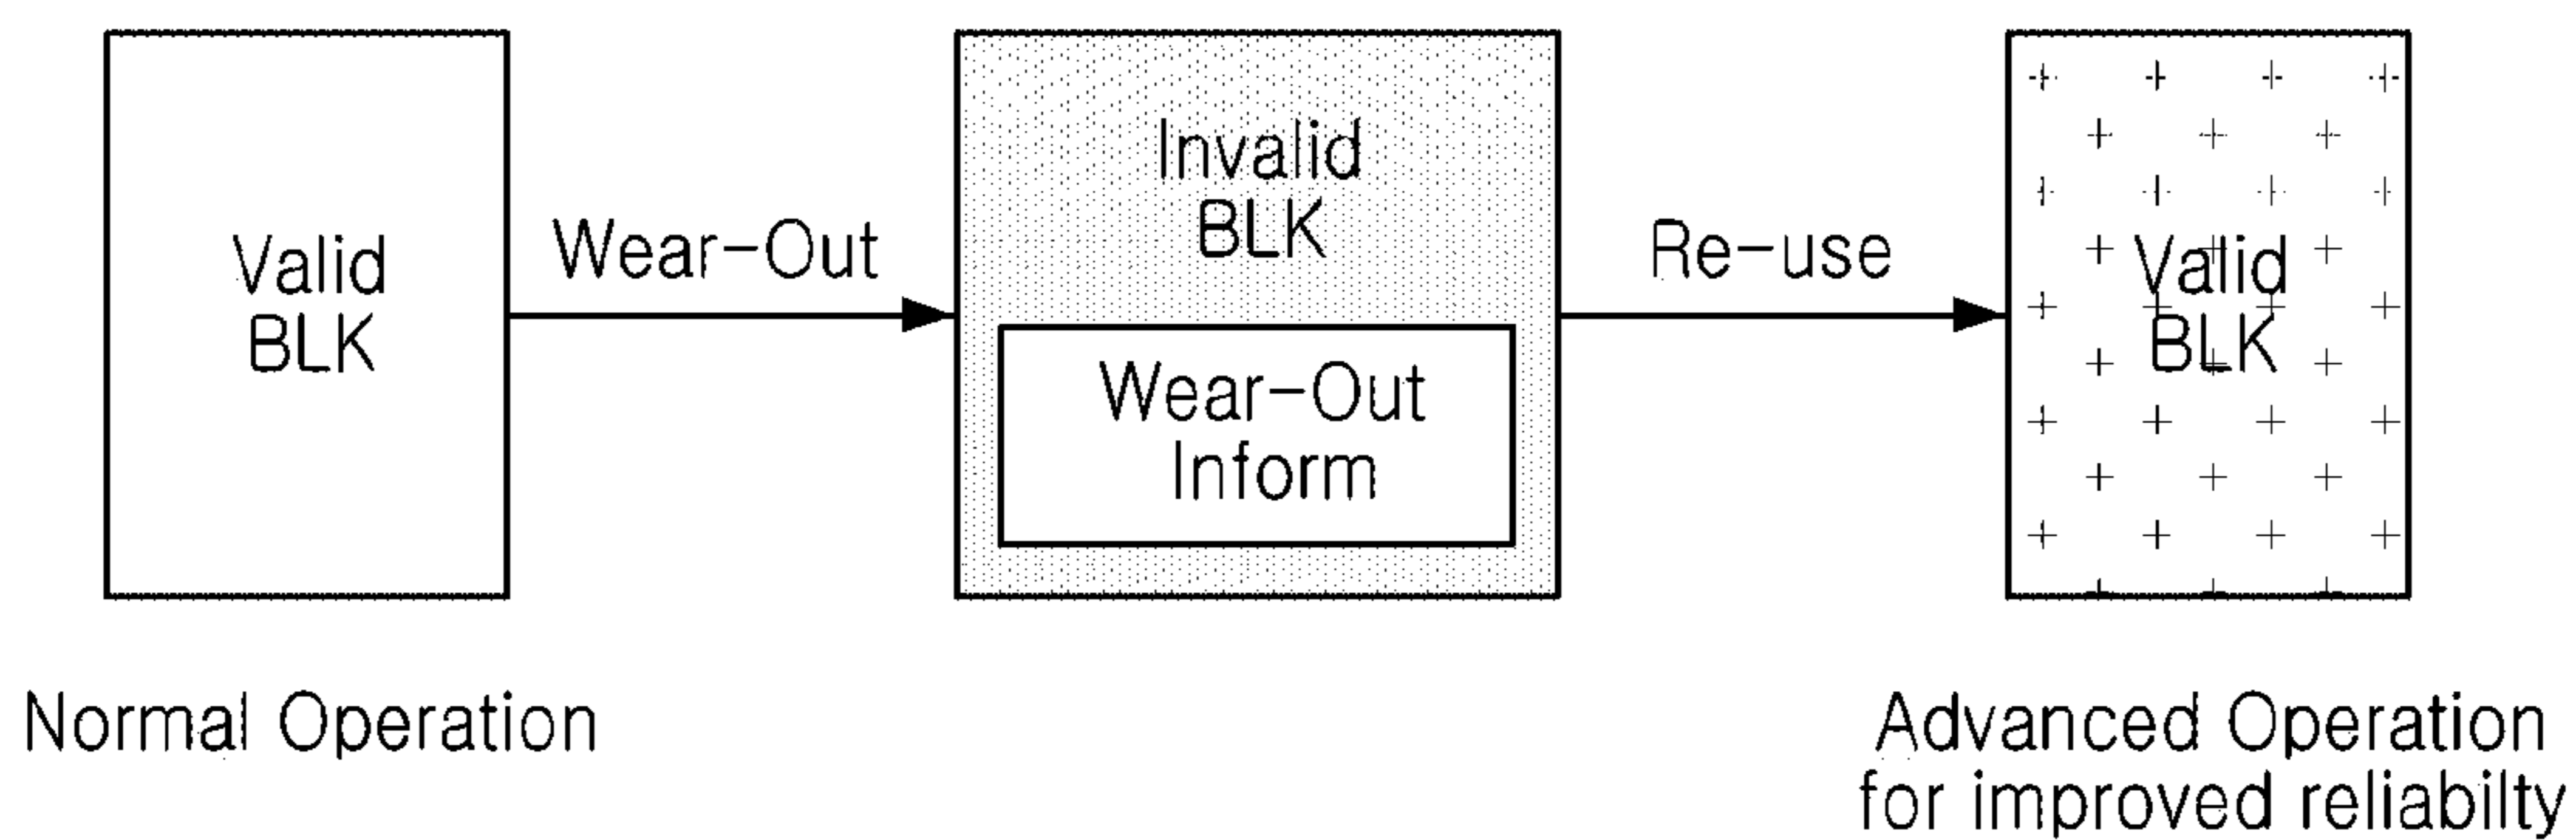 Valid
BLK
Wear-Out
Invalid
BLK
Wear-Out
Inform
Re-use
Valid
BLK
Normal Operation
Advanced Operation
for improved reliabilty